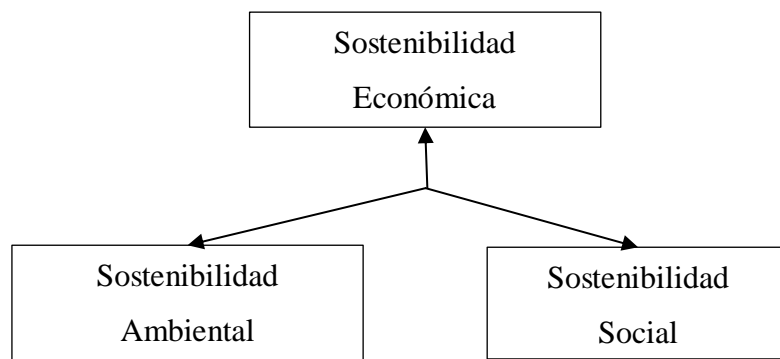 Sostenibilidad
Económica
Sostenibilidad
Ambiental
Sostenibilidad
Social